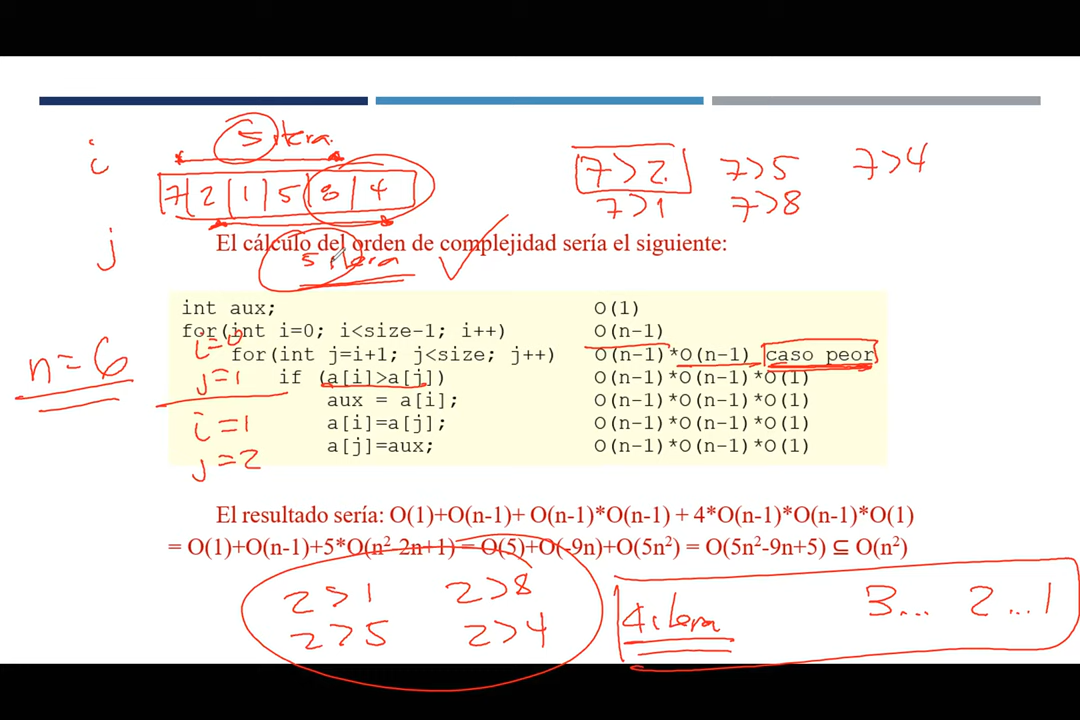 5 itera.
i
7 2 1 5 8 4
7>2. 7>5 7>4
7>1 7>8
j
El cálculo del orden de complejidad sería el siguiente:
5 itera
int aux; O(1)
for(int i=0; i<size-1; i++) O(n-1)
for(int j=i+1; j<size; j++) O(n-1)*O(n-1) caso peor
if (a[i]>a[j]) O(n-1)*O(n-1)*O(1)
aux = a[i]; O(n-1)*O(n-1)*O(1)
a[i]=a[j]; O(n-1)*O(n-1)*O(1)
a[j]=aux; O(n-1)*O(n-1)*O(1)
n=6
i=0
j=1
i=1
j=2
El resultado sería: O(1)+O(n-1)+ O(n-1)*O(n-1) + 4*O(n-1)*O(n-1)*O(1)
= O(1)+O(n-1)+5*O(n²-2n+1) = O(5)+O(-9n)+O(5n²) = O(5n²-9n+5) ⊆ O(n²)
2>1 2>8
2>5 2>4
4 itera 3... 2...1